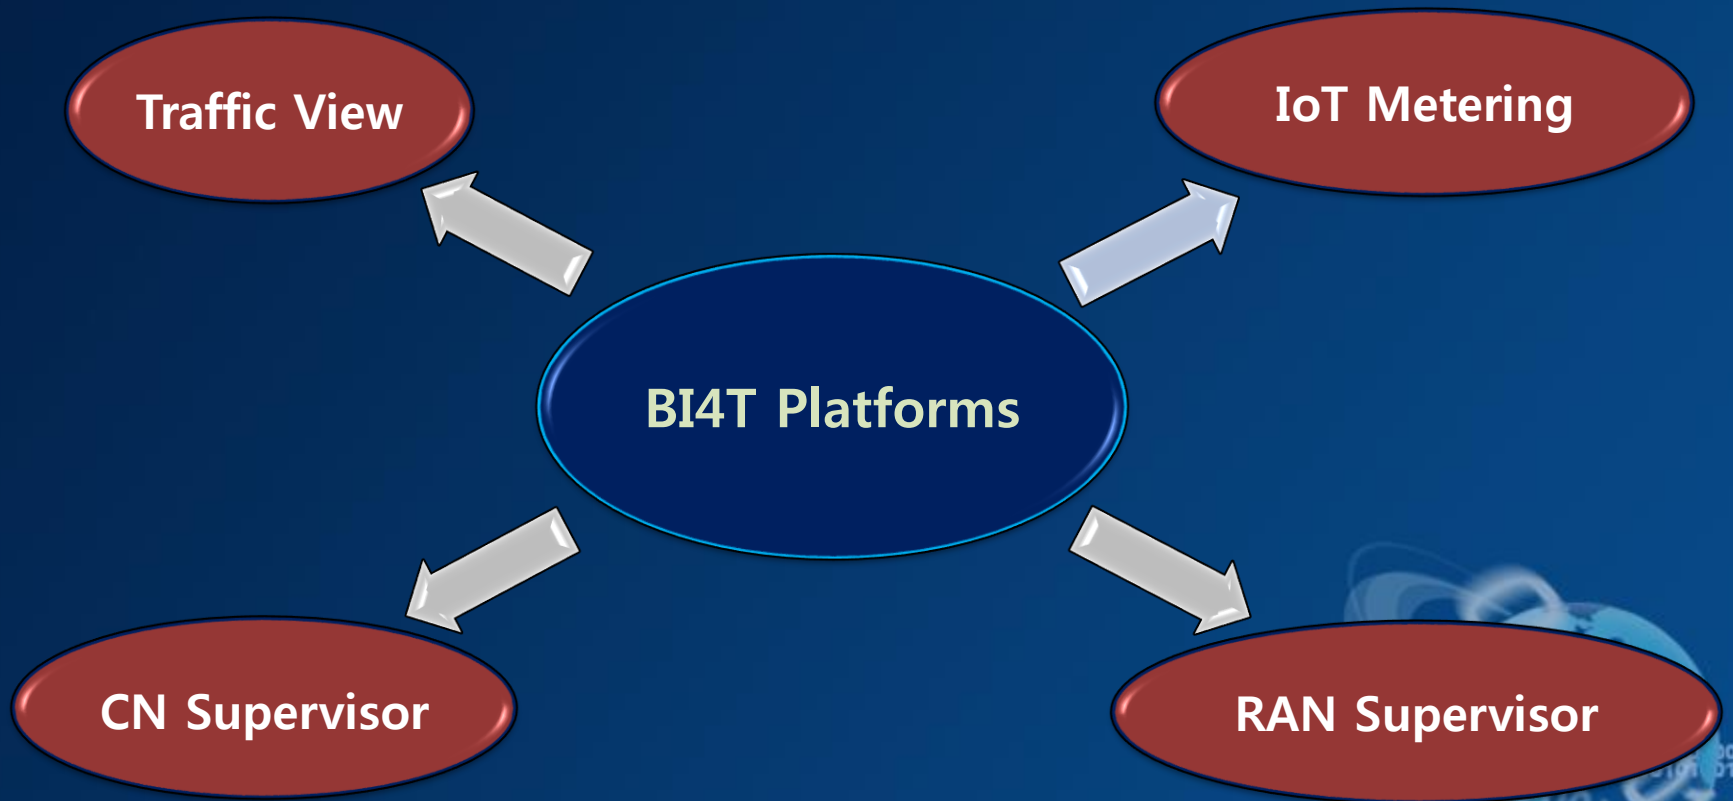 Traffic View
IoT Metering
BI4T Platforms
CN Supervisor
RAN Supervisor